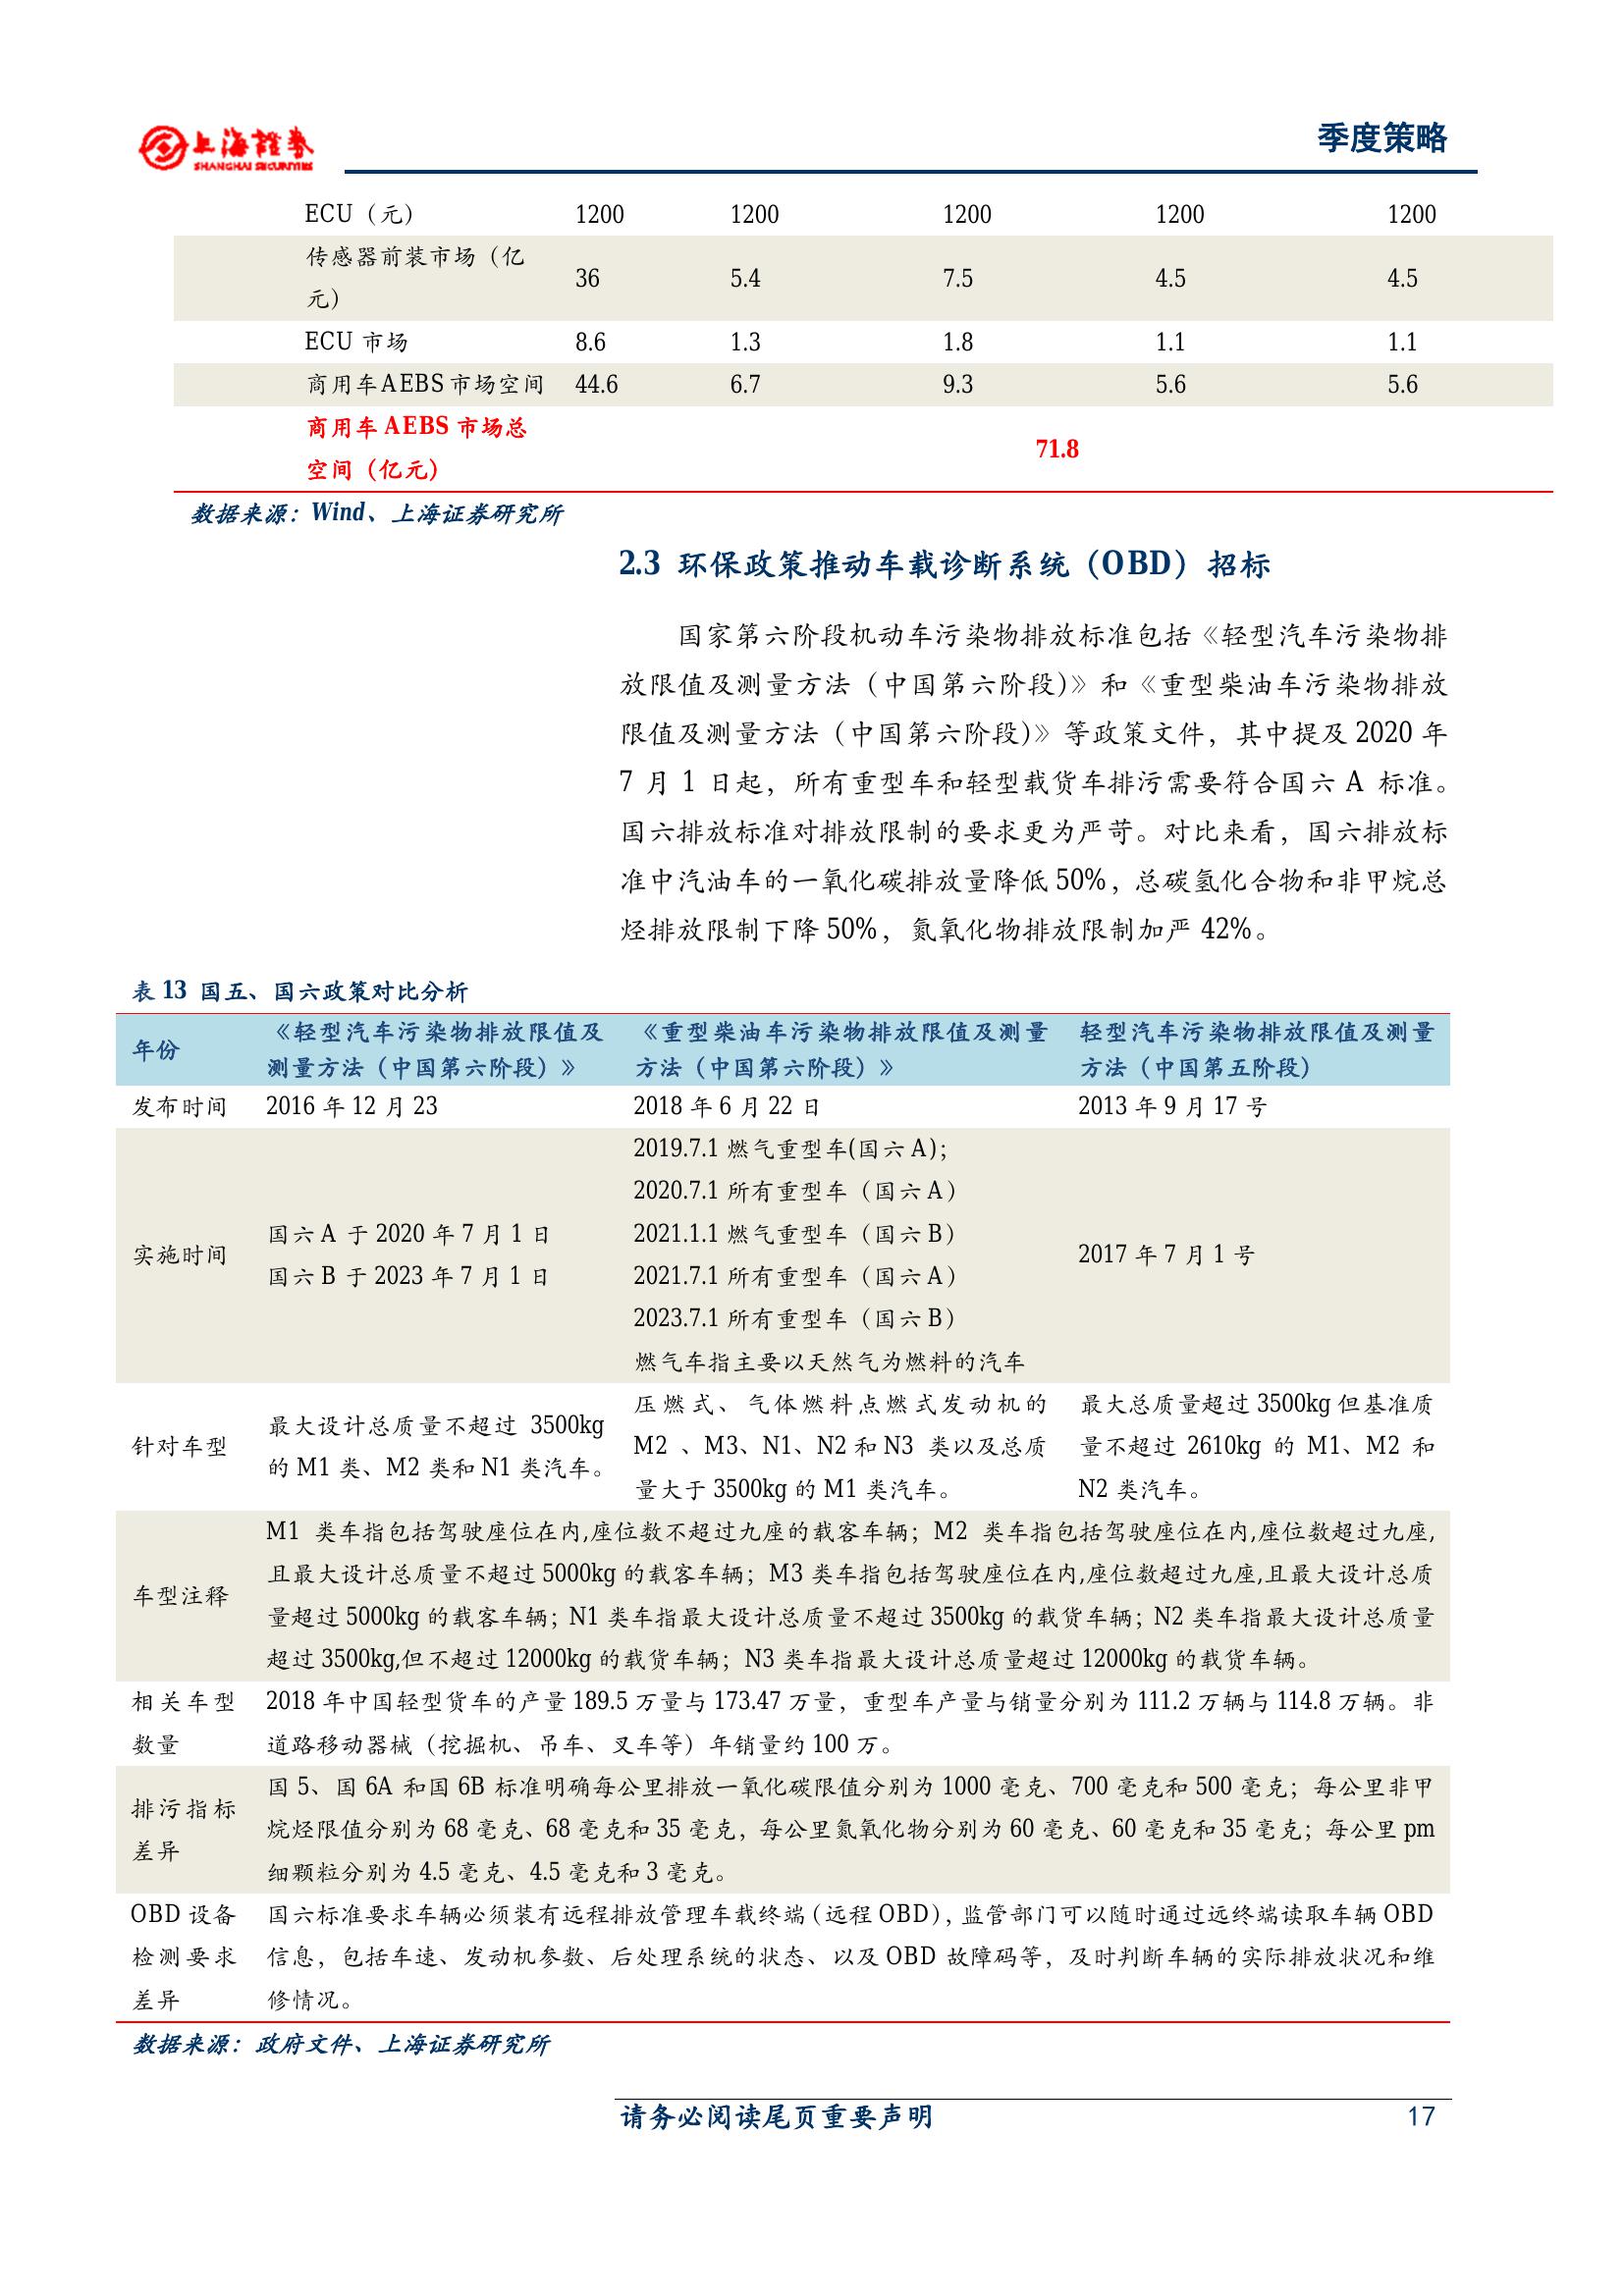 上海證券
SHANGHAI SECURITIES
季度策略
ECU（元） 1200 1200 1200 1200 1200
传感器前装市场（亿
元） 36 5.4 7.5 4.5 4.5
ECU 市场 8.6 1.3 1.8 1.1 1.1
商用车AEBS市场空间 44.6 6.7 9.3 5.6 5.6
商用车 AEBS 市场总
空间（亿元） 71.8
数据来源：Wind、上海证券研究所
2.3 环保政策推动车载诊断系统（OBD）招标
国家第六阶段机动车污染物排放标准包括《轻型汽车污染物排
放限值及测量方法（中国第六阶段)》和《重型柴油车污染物排放
限值及测量方法（中国第六阶段)》等政策文件，其中提及 2020 年
7 月 1 日起，所有重型车和轻型载货车排污需要符合国六 A 标准。
国六排放标准对排放限制的要求更为严苛。对比来看，国六排放标
准中汽油车的一氧化碳排放量降低 50%，总碳氢化合物和非甲烷总
烃排放限制下降 50%，氮氧化物排放限制加严 42%。
表 13 国五、国六政策对比分析
年份
《轻型汽车污染物排放限值及
测量方法（中国第六阶段）》
《重型柴油车污染物排放限值及测量
方法（中国第六阶段）》
轻型汽车污染物排放限值及测量
方法（中国第五阶段）
发布时间 2016 年 12 月 23 2018 年 6 月 22 日 2013 年 9 月 17 号
实施时间
国六 A 于 2020 年 7 月 1 日
国六 B 于 2023 年 7 月 1 日
2019.7.1 燃气重型车(国六 A)；
2020.7.1 所有重型车（国六 A）
2021.1.1 燃气重型车（国六 B）
2021.7.1 所有重型车（国六 A）
2023.7.1 所有重型车（国六 B）
燃气车指主要以天然气为燃料的汽车
2017 年 7 月 1 号
针对车型
最大设计总质量不超过 3500kg
的 M1 类、M2 类和 N1 类汽车。
压燃式、气体燃料点燃式发动机的
M2 、M3、N1、N2 和 N3 类以及总质
量大于 3500kg 的 M1 类汽车。
最大总质量超过 3500kg 但基准质
量不超过 2610kg 的 M1、M2 和
N2 类汽车。
车型注释
M1 类车指包括驾驶座位在内,座位数不超过九座的载客车辆；M2 类车指包括驾驶座位在内,座位数超过九座,
且最大设计总质量不超过 5000kg 的载客车辆；M3 类车指包括驾驶座位在内,座位数超过九座,且最大设计总质
量超过 5000kg 的载客车辆；N1 类车指最大设计总质量不超过 3500kg 的载货车辆；N2 类车指最大设计总质量
超过 3500kg,但不超过 12000kg 的载货车辆；N3 类车指最大设计总质量超过 12000kg 的载货车辆。
相关车型
数量
2018 年中国轻型货车的产量 189.5 万量与 173.47 万量，重型车产量与销量分别为 111.2 万辆与 114.8 万辆。非
道路移动器械（挖掘机、吊车、叉车等）年销量约 100 万。
排污指标
差异
国 5、国 6A 和国 6B 标准明确每公里排放一氧化碳限值分别为 1000 毫克、700 毫克和 500 毫克；每公里非甲
烷烃限值分别为 68 毫克、68 毫克和 35 毫克，每公里氮氧化物分别为 60 毫克、60 毫克和 35 毫克；每公里 pm
细颗粒分别为 4.5 毫克、4.5 毫克和 3 毫克。
OBD 设备
检测要求
差异
国六标准要求车辆必须装有远程排放管理车载终端（远程 OBD），监管部门可以随时通过远终端读取车辆 OBD
信息，包括车速、发动机参数、后处理系统的状态、以及 OBD 故障码等，及时判断车辆的实际排放状况和维
修情况。
数据来源：政府文件、上海证券研究所
请务必阅读尾页重要声明 17